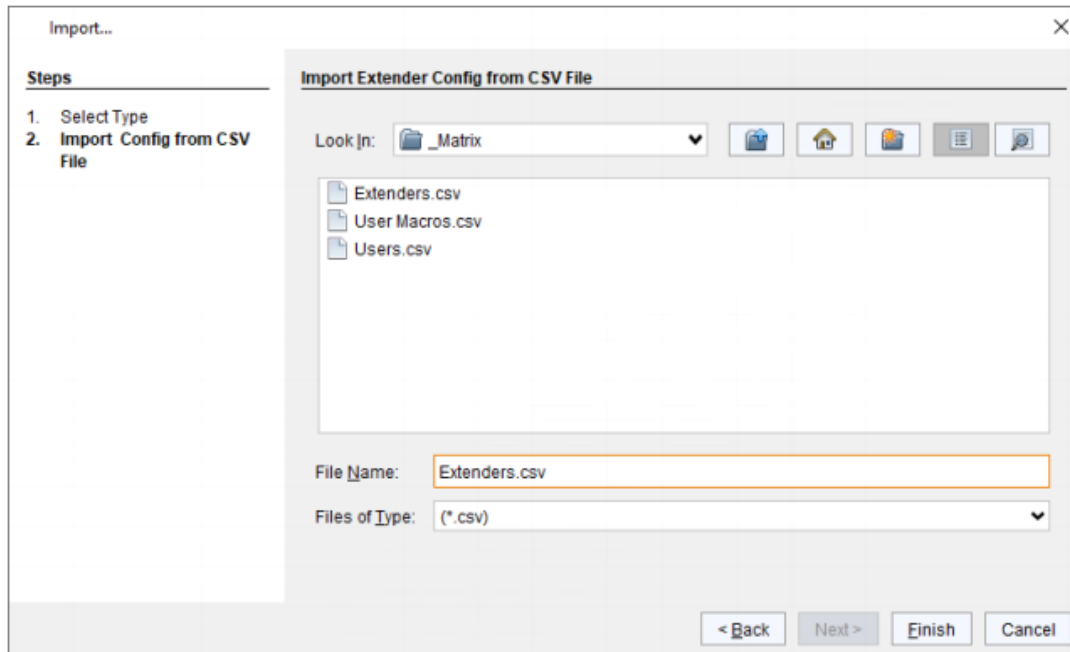 Import...
Steps
1. Select Type
2. Import Config from CSV
File
Import Extender Config from CSV File
Look In: _Matrix
Extenders.csv
User Macros.csv
Users.csv
File Name: Extenders.csv
Files of Type: (*.csv)
< Back Next > Finish Cancel